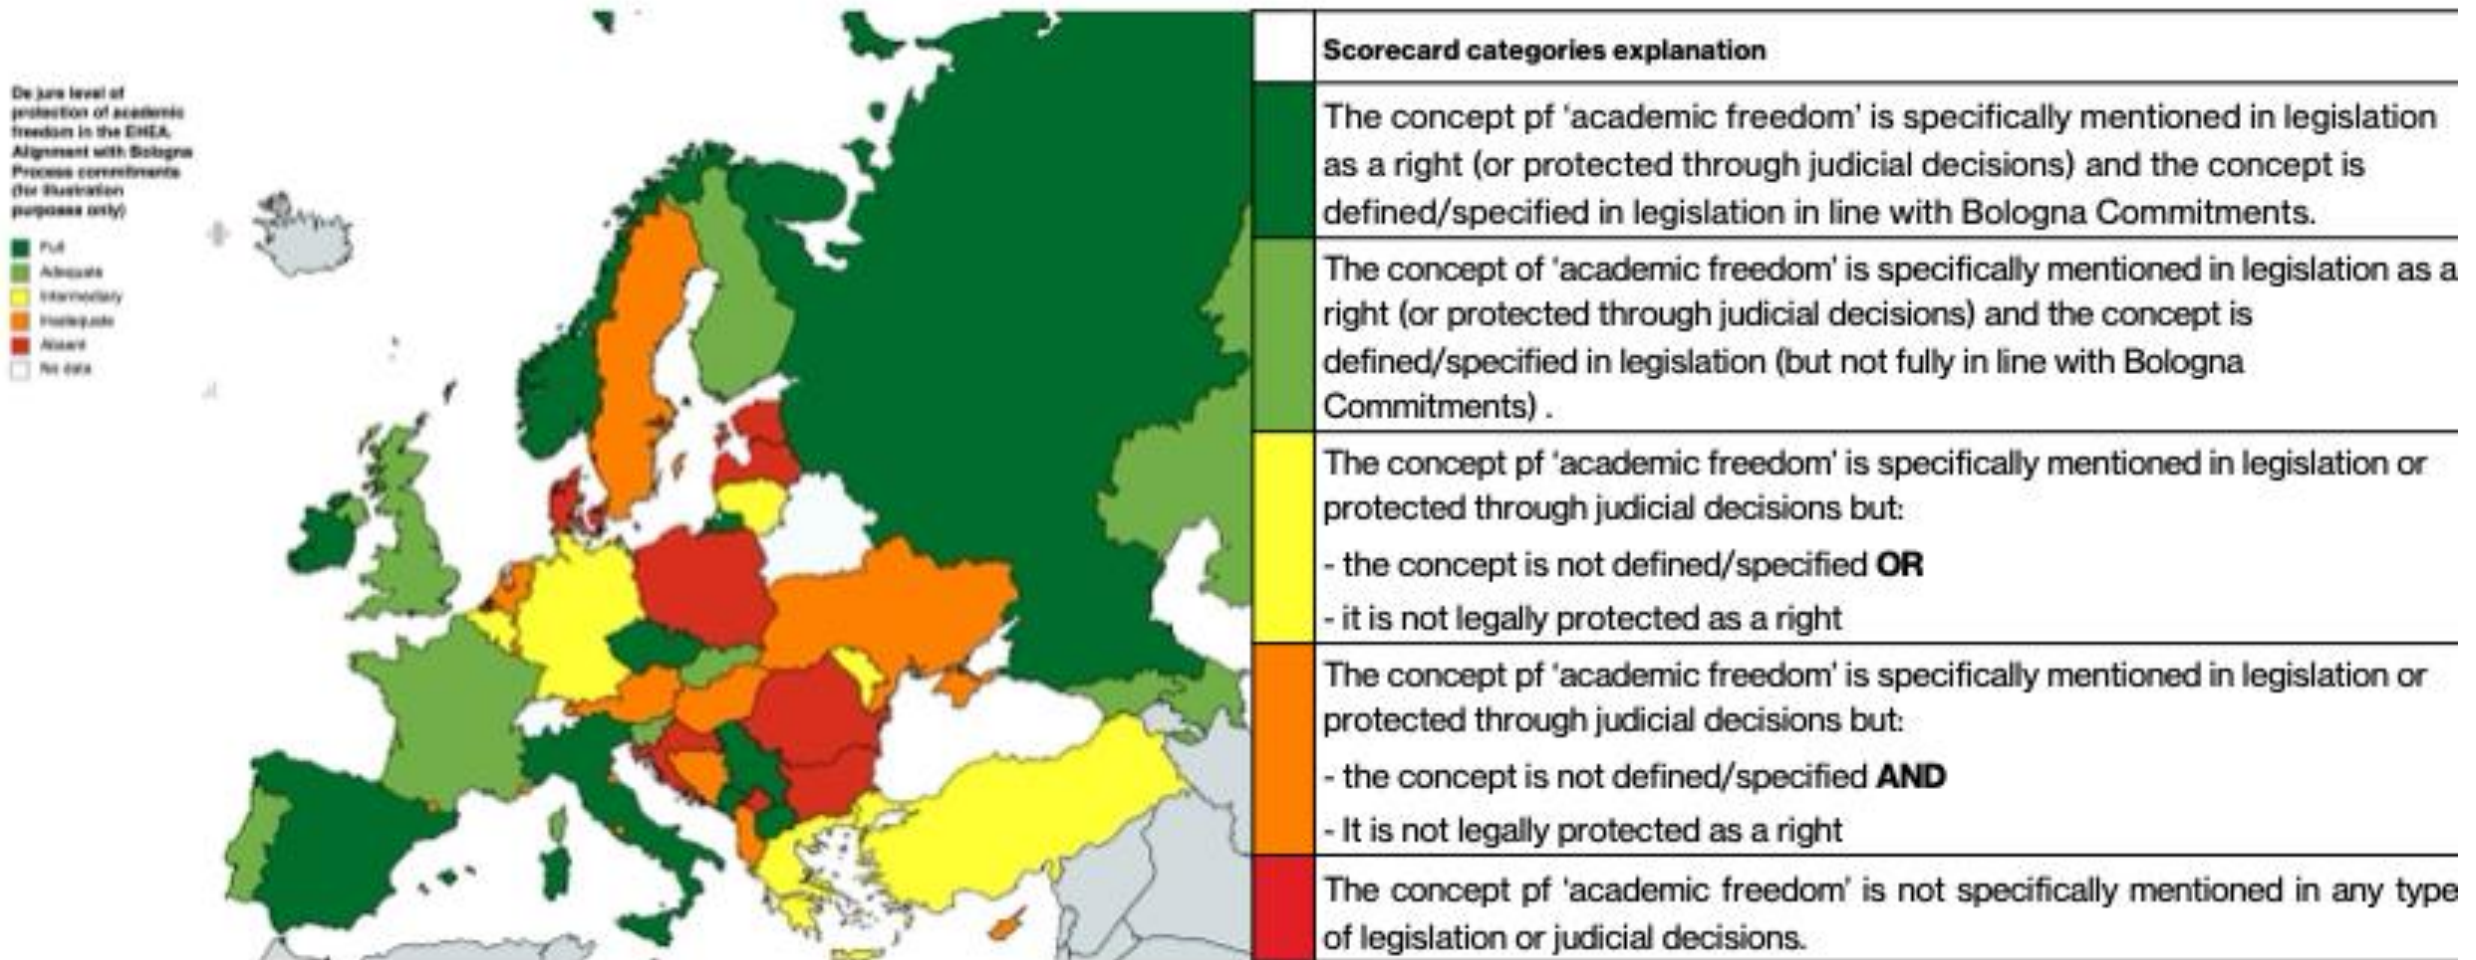 De jure level of
protection of academic
freedom in the EHEA.
Alignment with Bologna
Process commitments
(for illustration
purposes only)
Full
Adequate
Intermediary
Inadequate
Absent
No data
Scorecard categories explanation
The concept pf 'academic freedom' is specifically mentioned in legislation
as a right (or protected through judicial decisions) and the concept is
defined/specified in legislation in line with Bologna Commitments.
The concept of 'academic freedom' is specifically mentioned in legislation as a
right (or protected through judicial decisions) and the concept is
defined/specified in legislation (but not fully in line with Bologna
Commitments) .
The concept pf 'academic freedom' is specifically mentioned in legislation or
protected through judicial decisions but:
- the concept is not defined/specified OR
- it is not legally protected as a right
The concept pf 'academic freedom' is specifically mentioned in legislation or
protected through judicial decisions but:
- the concept is not defined/specified AND
- It is not legally protected as a right
The concept pf 'academic freedom' is not specifically mentioned in any type
of legislation or judicial decisions.